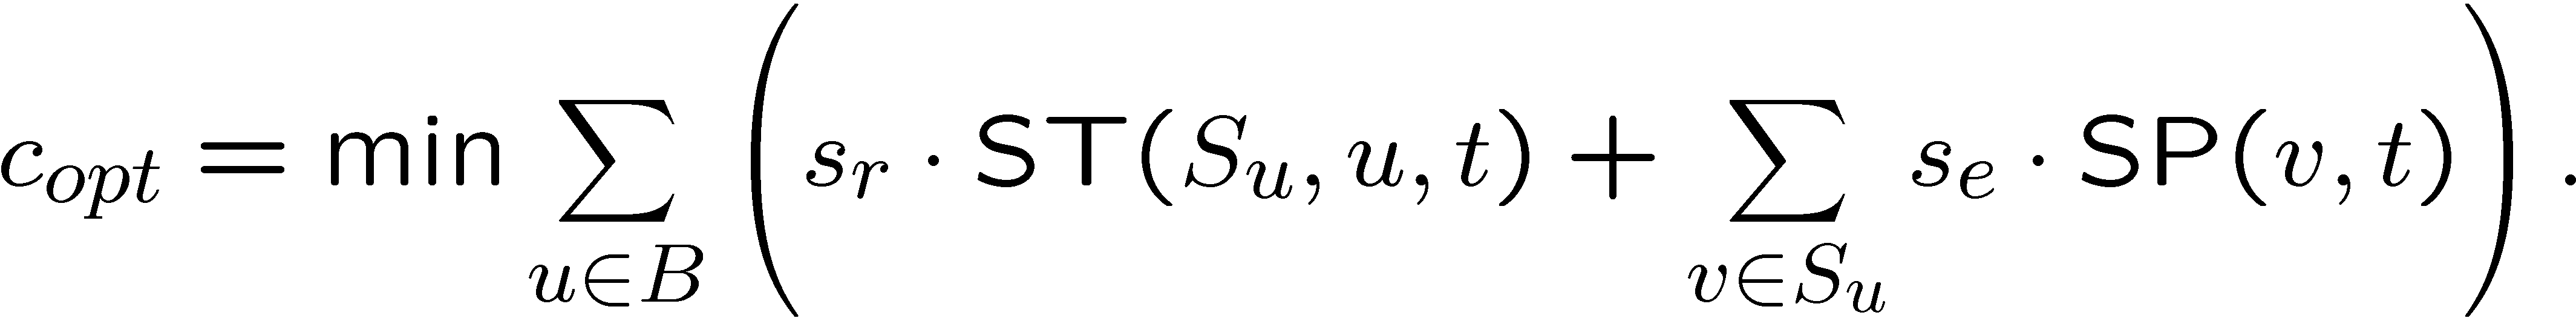 c_{opt} = min \sum_{u \in B} \left( s_r \cdot ST(S_u, u, t) + \sum_{v \in S_u} s_e \cdot SP(v, t) \right) .